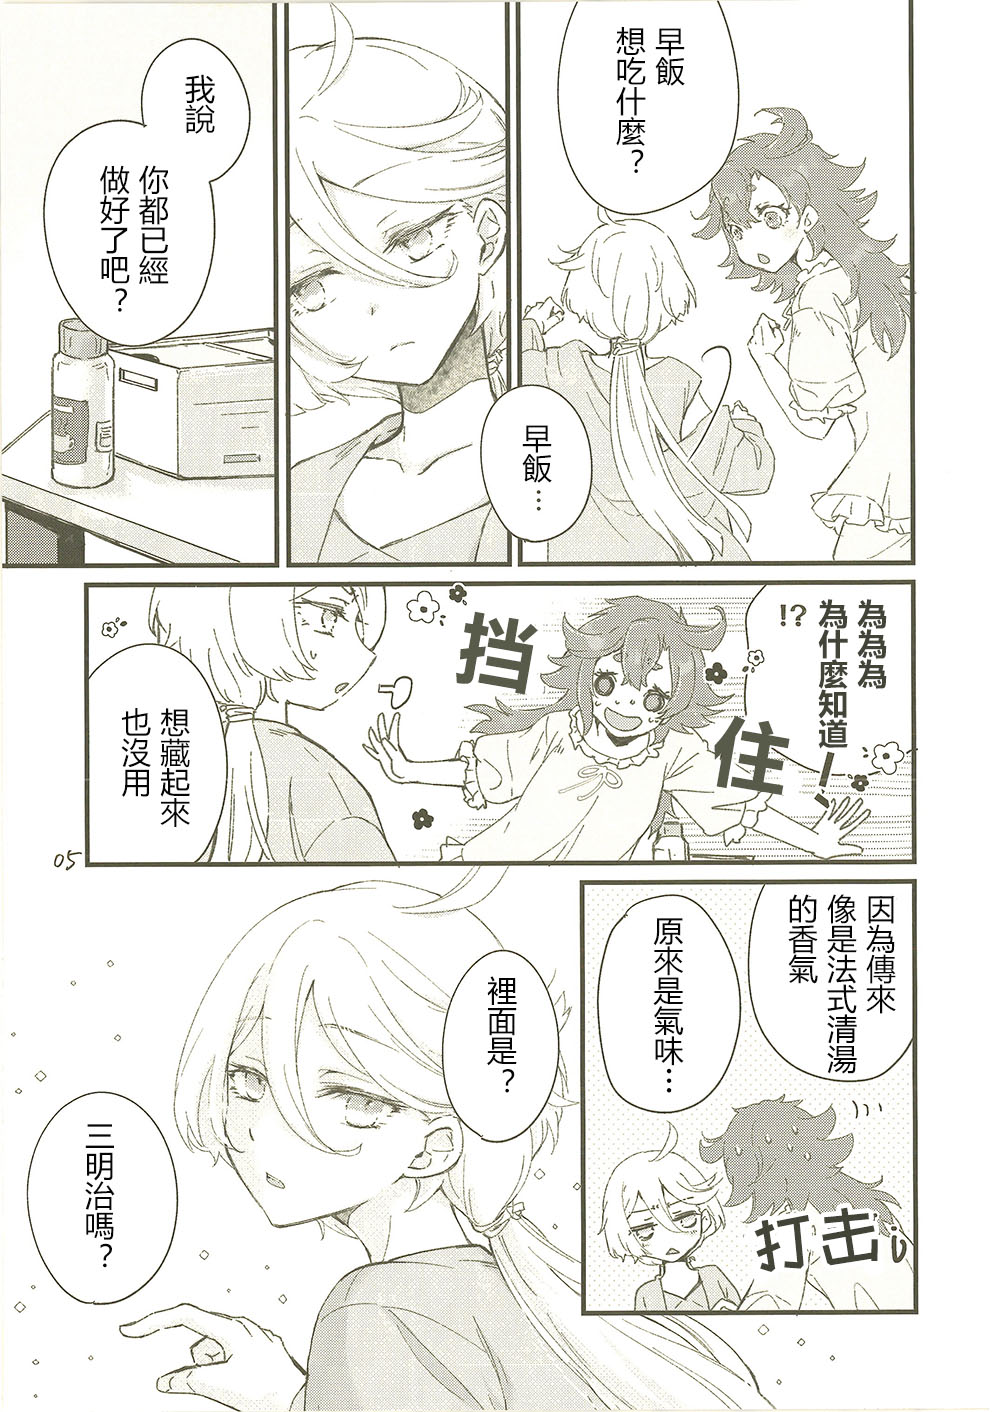 早飯
想吃什麼？
早飯…
我說
你都已經
做好了吧？
為為為
為什麼知道
!?
住
挡
想藏起來
也沒用
05
因為傳來
像是法式清湯
的香氣
原來是氣味…
打击
裡面是？
三明治嗎？